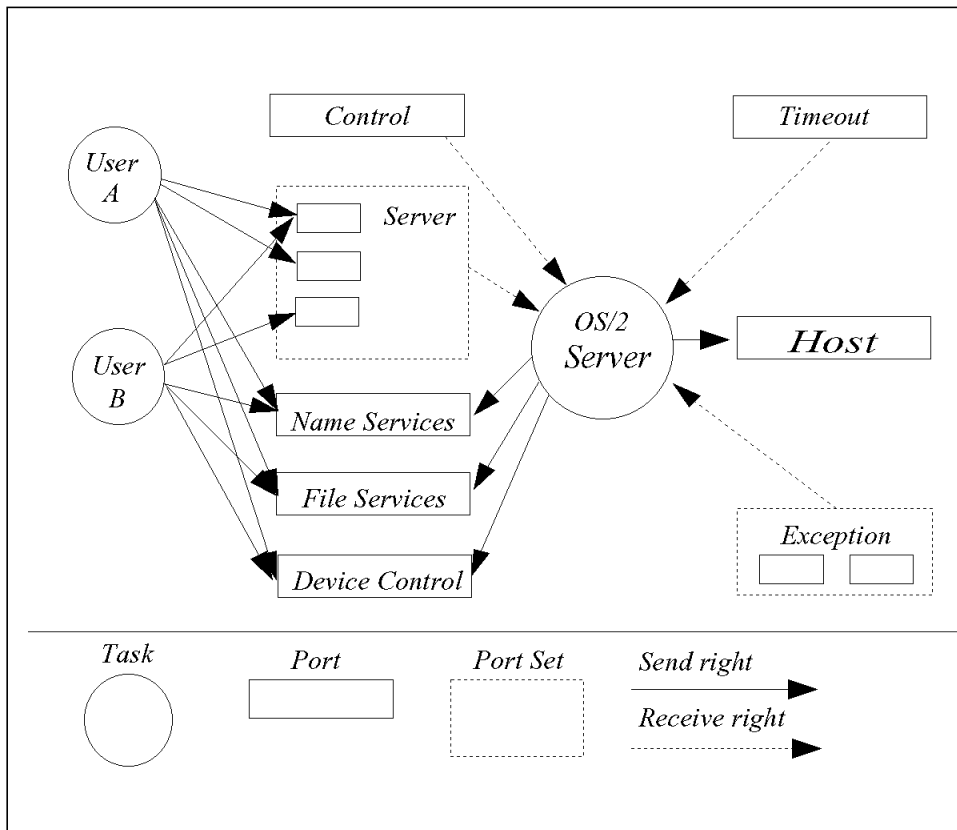 Control
Timeout
User
A
Server
OS/2
Server
Host
User
B
Name Services
File Services
Exception
Device Control
Task
Port
Port Set
Send right
Receive right